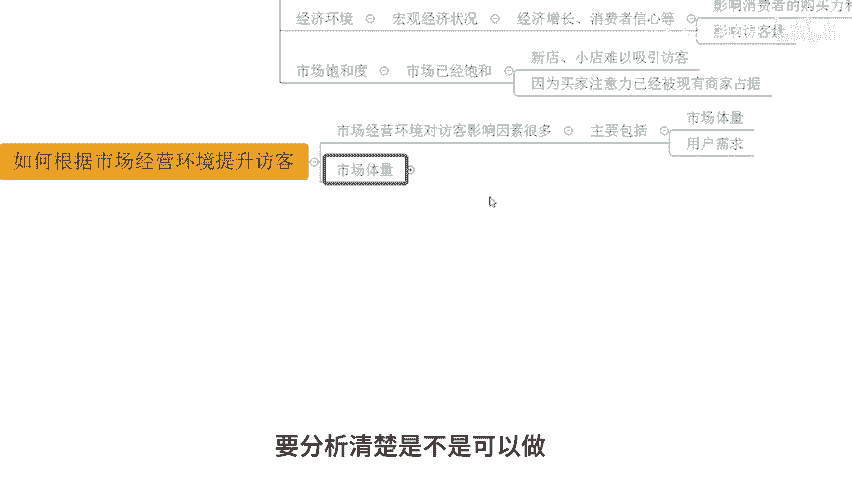 影响消费者的购买力和
经济环境 宏观经济状况 经济增长、消费者信心等
影响访客量
新店、小店难以吸引访客
市场饱和度 市场已经饱和
因为买家注意力已经被现有商家占据
市场体量
市场经营环境对访客影响因素很多 主要包括
用户需求
如何根据市场经营环境提升访客
市场体量
要分析清楚是不是可以做